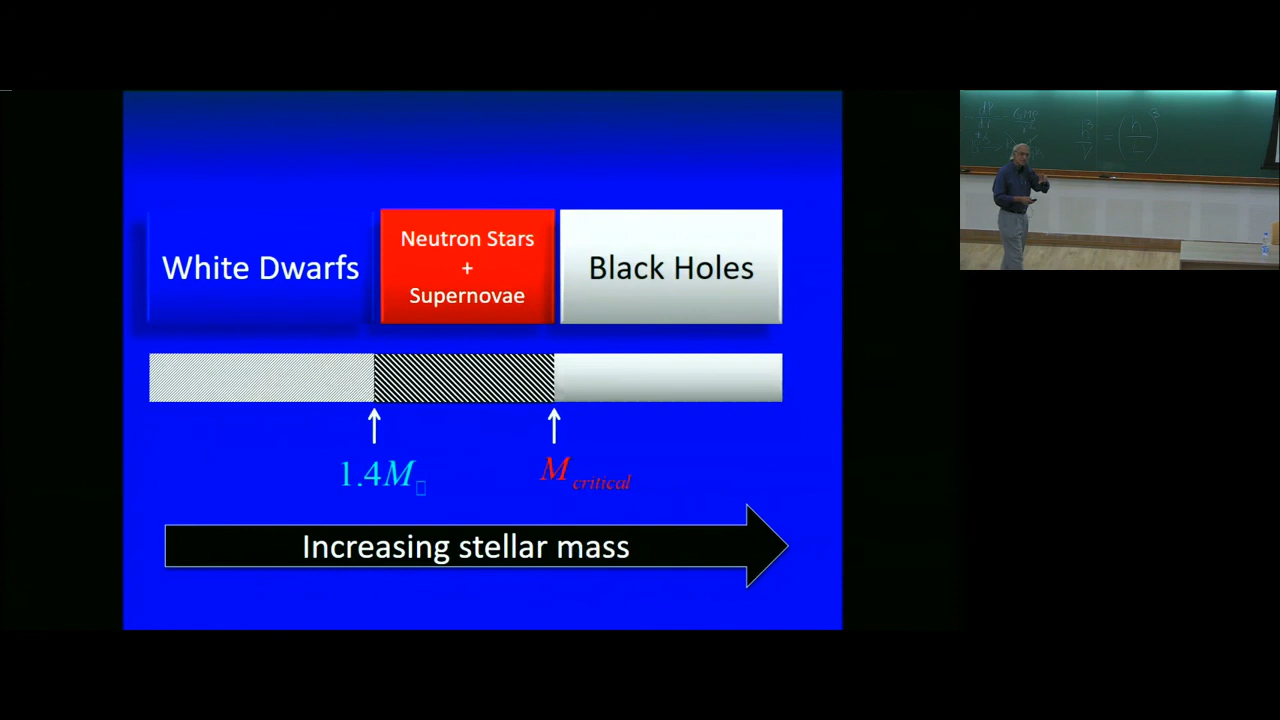 White Dwarfs
Neutron Stars
+
Supernovae
Black Holes
1.4M
M critical
Increasing stellar mass